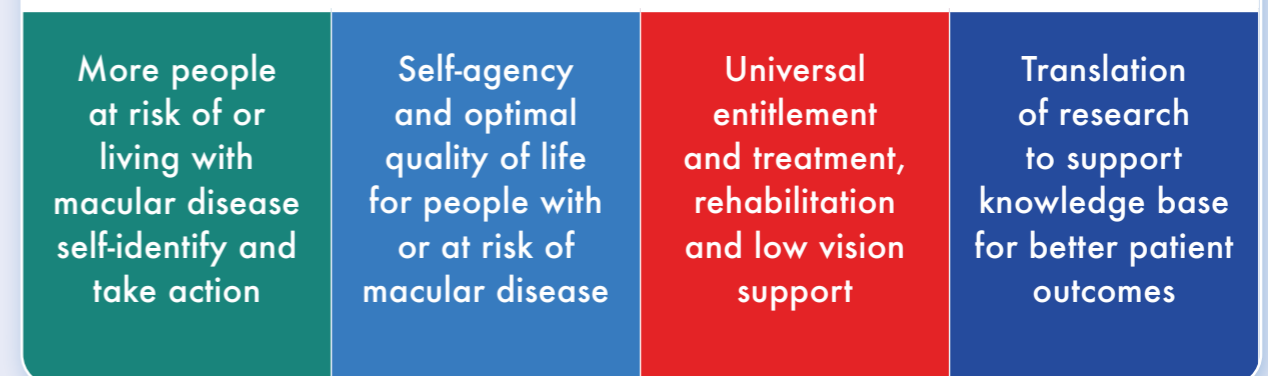 More people
at risk of or
living with
macular disease
self-identify and
take action
Self-agency
and optimal
quality of life
for people with
or at risk of
macular disease
Universal
entitlement
and treatment,
rehabilitation
and low vision
support
Translation
of research
to support
knowledge base
for better patient
outcomes